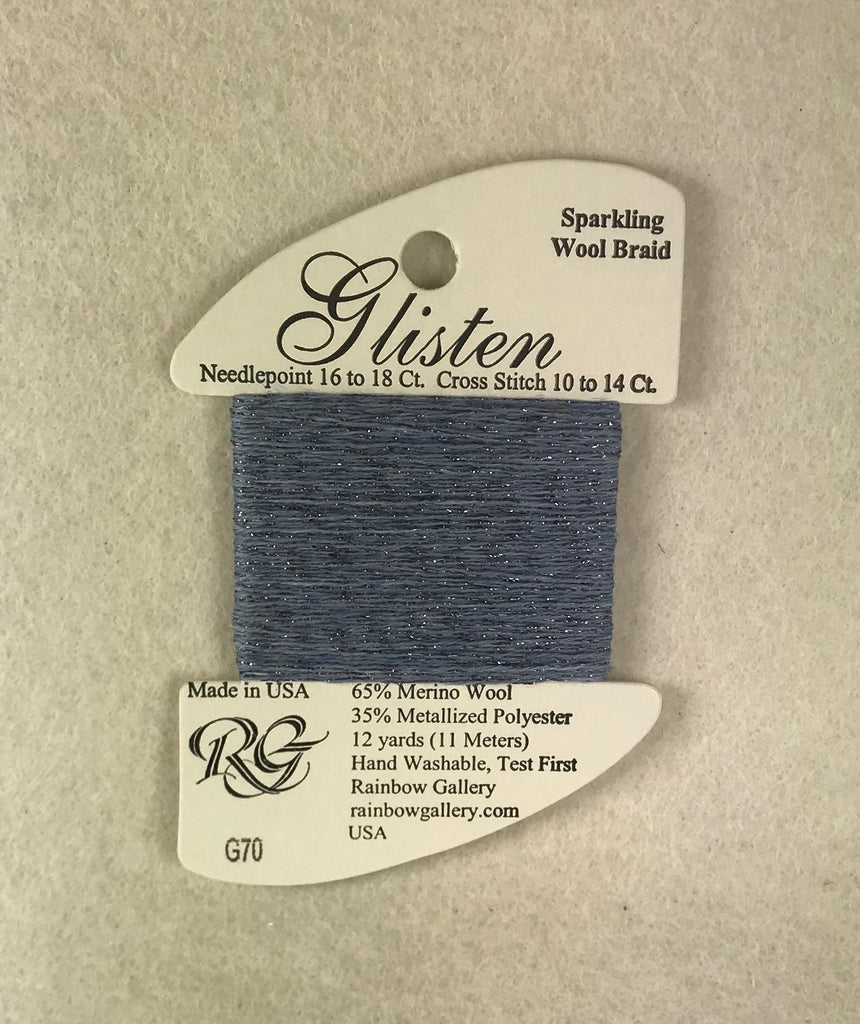 Sparkling
Wool Braid
Glisten
Needlepoint 16 to 18 Ct. Cross Stitch 10 to 14 Ct.
Made in USA
RG
G70
65% Merino Wool
35% Metallized Polyester
12 yards (11 Meters)
Hand Washable, Test First
Rainbow Gallery
rainbowgallery.com
USA